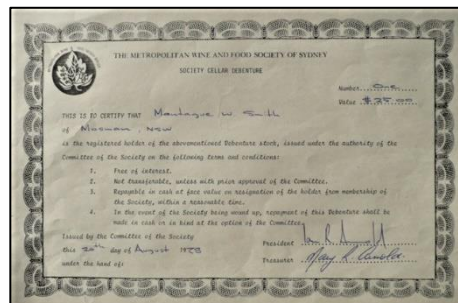 THE METROPOLITAN WINE AND FOOD SOCIETY OF SYDNEY
SOCIETY CELLAR DEBENTURE
Number One
Value $25
THIS IS TO CERTIFY THAT Montague W. Smith
of Mosman, NSW
is the registered holder of the abovementioned Debenture stock, issued under the authority of the
Committee of the Society on the following terms and conditions:
1. Free of interest.
2. Not transferable, unless with prior approval of the Committee.
3. Repayable in cash at face value on resignation of the holder from membership of
the Society, within a reasonable time.
4. In the event of the Society being wound up, repayment of this Debenture shall be
made in cash or in kind at the option of the Committee.
Issued by the Committee of the Society
this day of August
under the hand of:
President
Treasurer